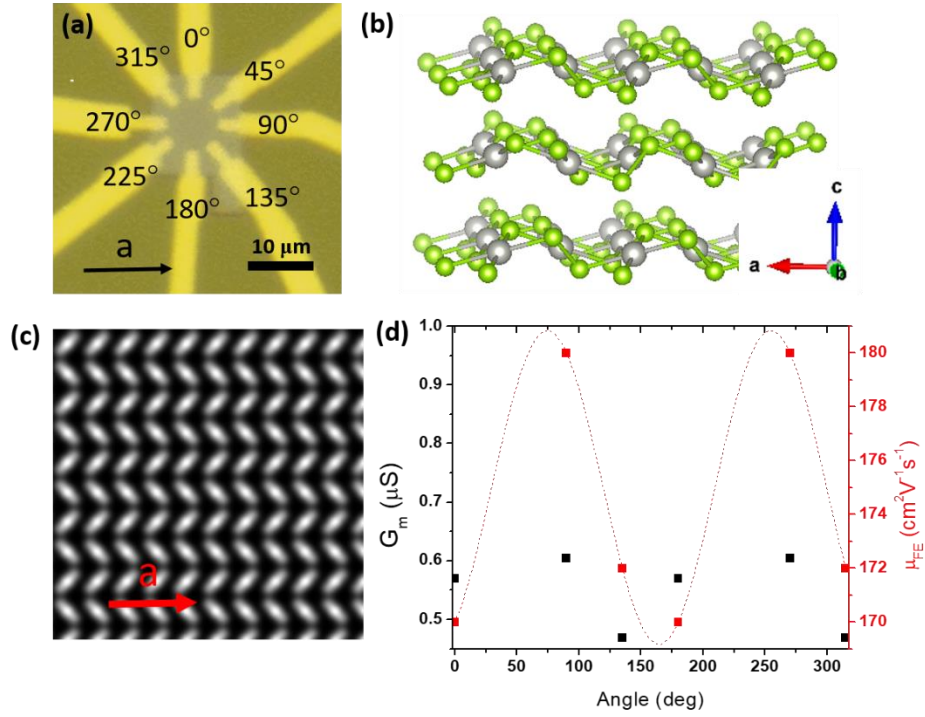 (a)
0°
315°
45°
270°
90°
225°
135°
180°
a
10 μm
(b)
c
a
b
(c)
a
(d)
1.0
0.9
0.8
0.7
0.6
0.5
Gm (μS)
180
178
176
174
172
170
μFE (cm²V⁻¹s⁻¹)
0
50
100
150
200
250
300
Angle (deg)